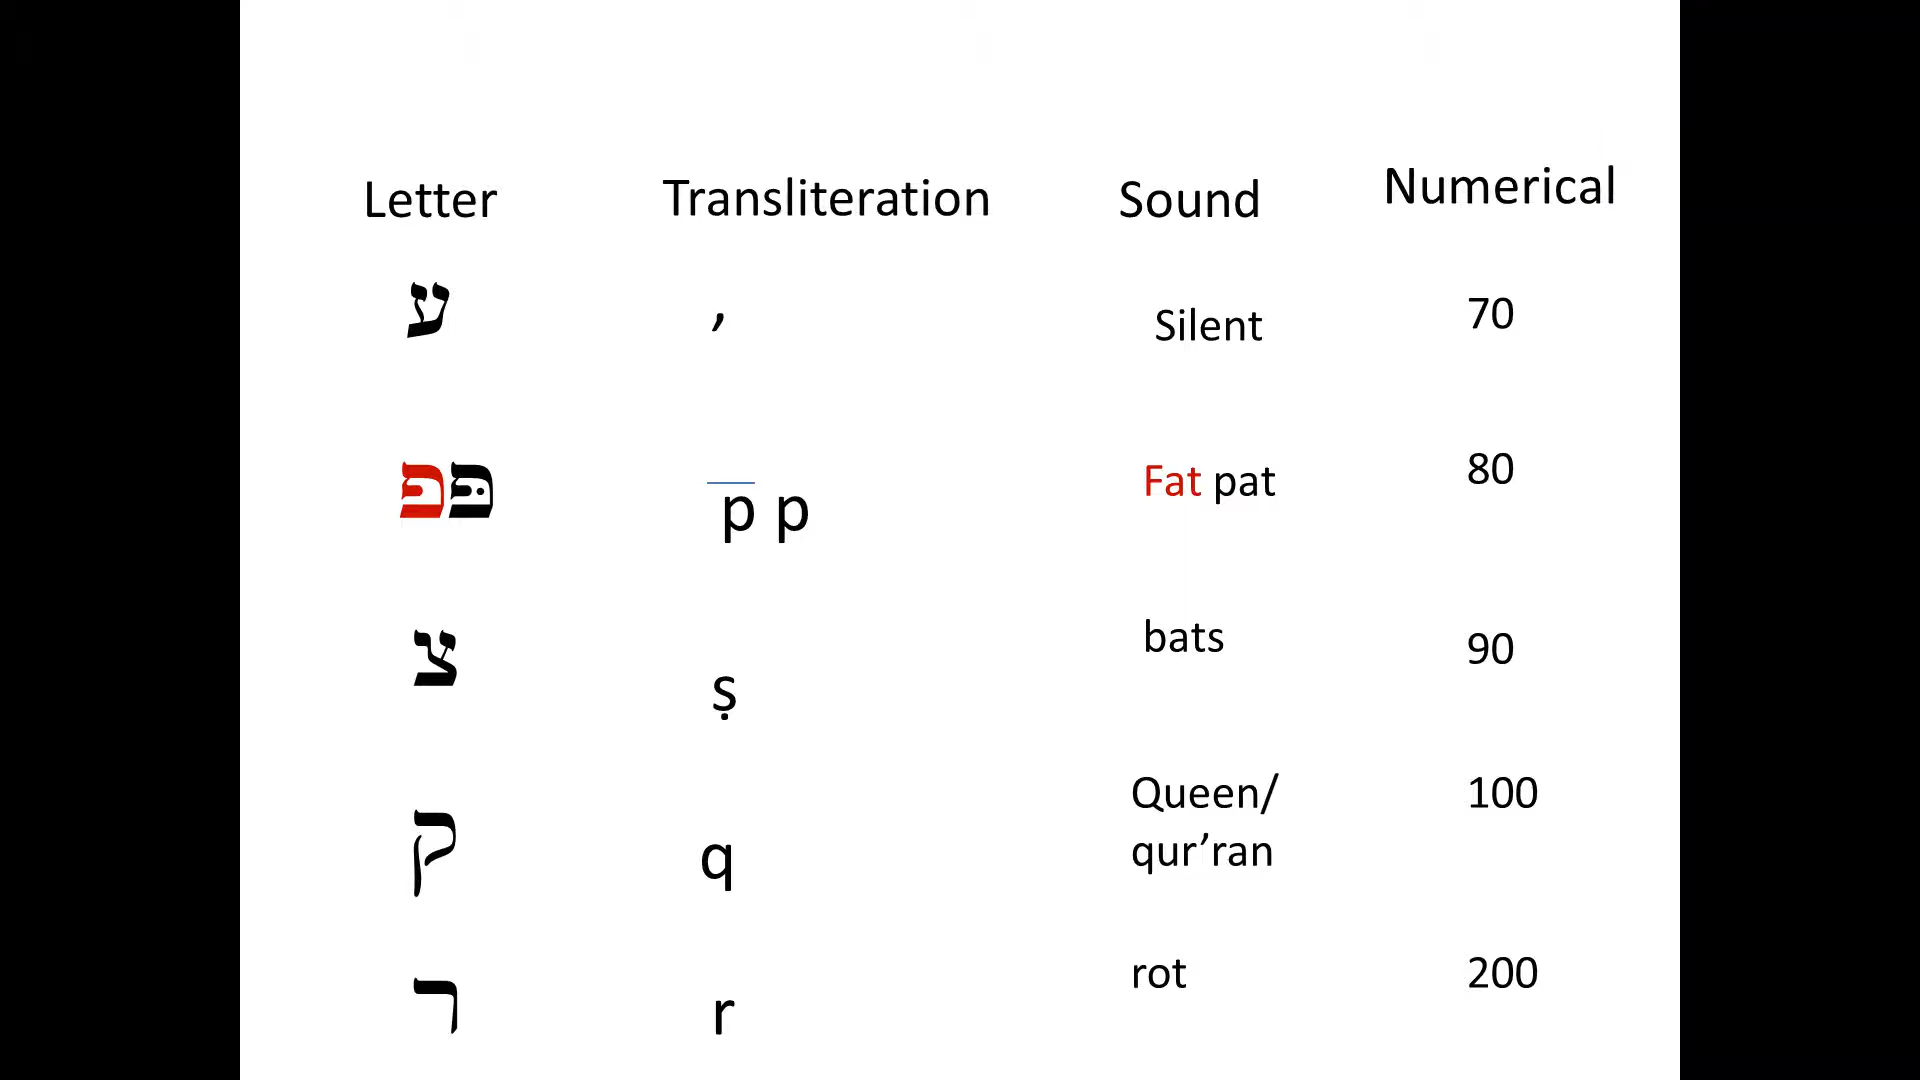 Letter Transliteration Sound Numerical
ע , Silent 70
פּפ p̄ p Fat pat 80
צ ṣ bats 90
ק q Queen/ 100
qur’ran
ר r rot 200